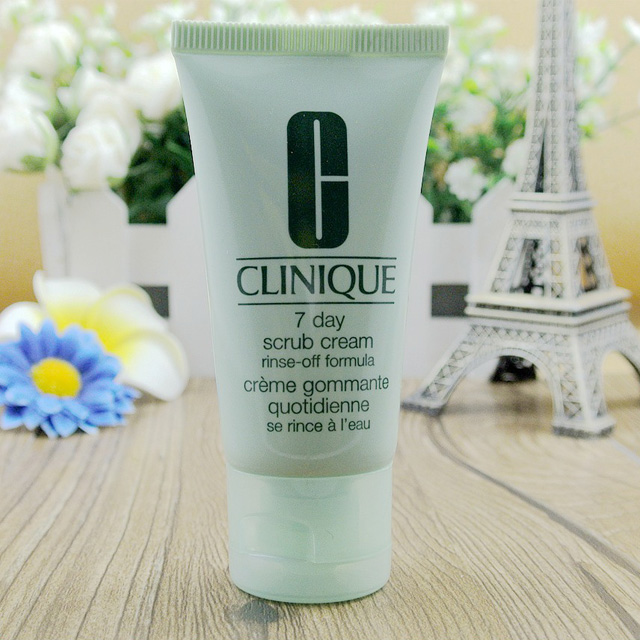 C
CLINIQUE
7 day
scrub cream
rinse-off formula
crème gommante
quotidienne
se rince à l'eau